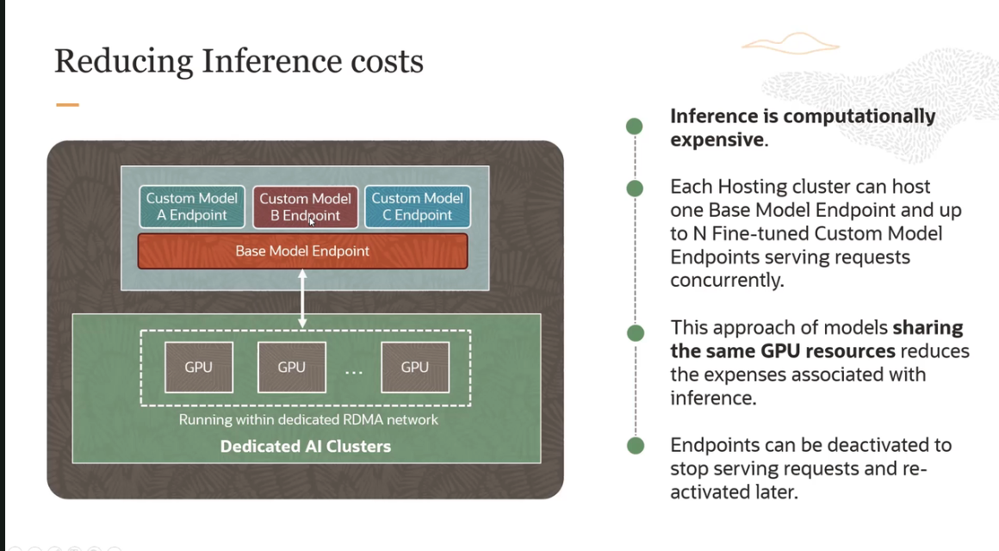 Reducing Inference costs
Custom Model
A Endpoint
Custom Model
B Endpoint
Custom Model
C Endpoint
Base Model Endpoint
GPU
GPU
...
GPU
Running within dedicated RDMA network
Dedicated AI Clusters
Inference is computationally
expensive.
Each Hosting cluster can host
one Base Model Endpoint and up
to N Fine-tuned Custom Model
Endpoints serving requests
concurrently.
This approach of models sharing
the same GPU resources reduces
the expenses associated with
inference.
Endpoints can be deactivated to
stop serving requests and re-
activated later.